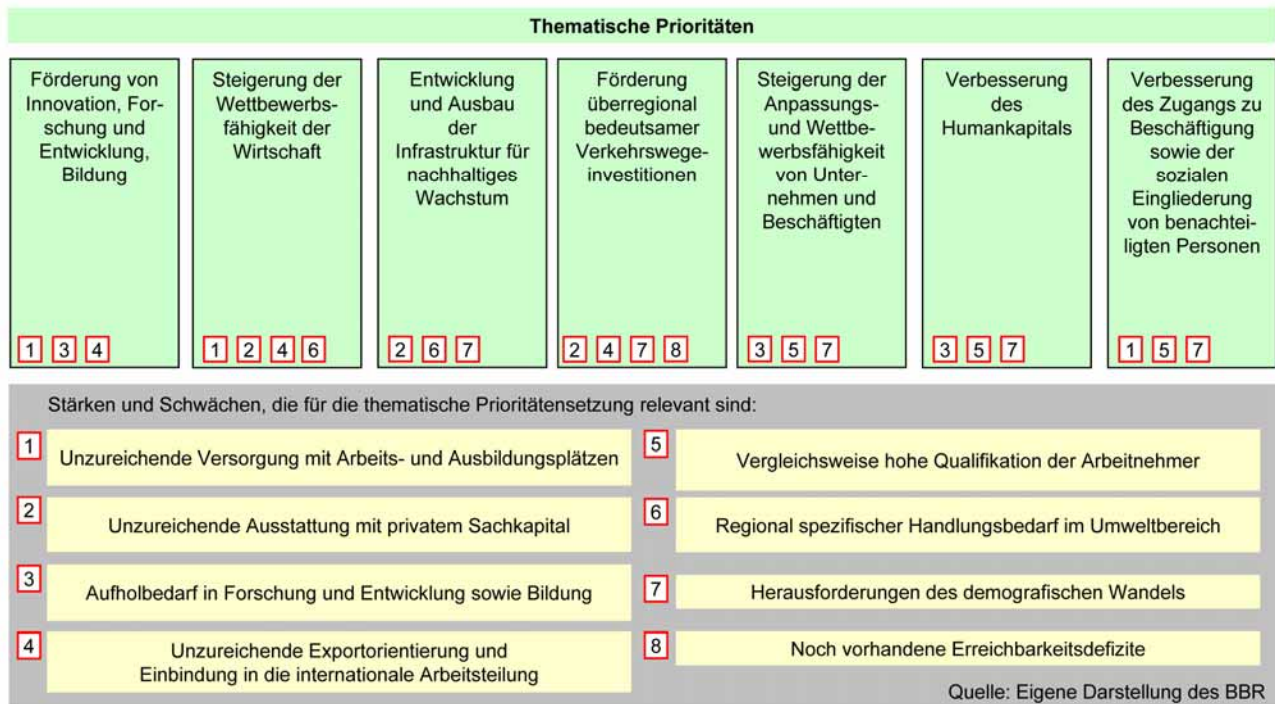 Thematische Prioritäten
Förderung von
Innovation, For-
schung und
Entwicklung,
Bildung
1 3 4
Steigerung der
Wettbewerbs-
fähigkeit der
Wirtschaft
1 2 4 6
Entwicklung
und Ausbau
der
Infrastruktur für
nachhaltiges
Wachstum
2 6 7
Förderung
überregional
bedeutsamer
Verkehrswege-
investitionen
2 4 7 8
Steigerung der
Anpassungs-
und Wettbe-
werbsfähigkeit
von Unter-
nehmen und
Beschäftigten
3 5 7
Verbesserung
des
Humankapitals
3 5 7
Verbesserung
des Zugangs zu
Beschäftigung
sowie der
sozialen
Eingliederung
von benachtei-
ligten Personen
1 5 7
Stärken und Schwächen, die für die thematische Prioritätensetzung relevant sind:
1 Unzureichende Versorgung mit Arbeits- und Ausbildungsplätzen
2 Unzureichende Ausstattung mit privatem Sachkapital
3 Aufholbedarf in Forschung und Entwicklung sowie Bildung
4 Unzureichende Exportorientierung und
Einbindung in die internationale Arbeitsteilung
5 Vergleichsweise hohe Qualifikation der Arbeitnehmer
6 Regional spezifischer Handlungsbedarf im Umweltbereich
7 Herausforderungen des demografischen Wandels
8 Noch vorhandene Erreichbarkeitsdefizite
Quelle: Eigene Darstellung des BBR